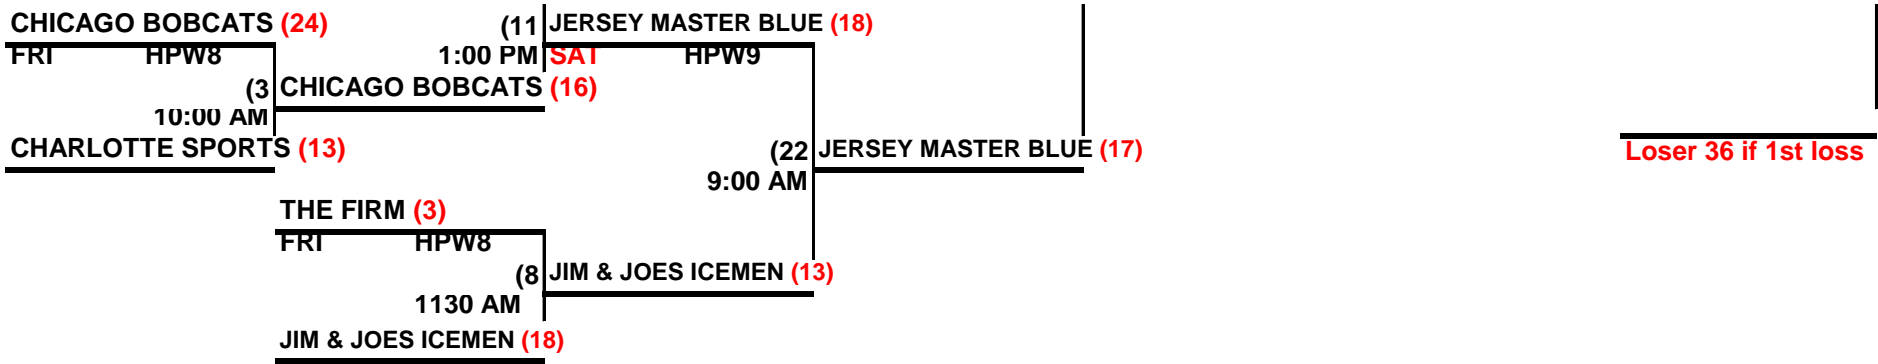 CHICAGO BOBCATS (24) (11 JERSEY MASTER BLUE (18)
FRI HPW8 1:00 PM SAT HPW9
(3 CHICAGO BOBCATS (16)
10:00 AM
CHARLOTTE SPORTS (13) (22 JERSEY MASTER BLUE (17) Loser 36 if 1st loss
9:00 AM
THE FIRM (3)
FRI HPW8
(8 JIM & JOES ICEMEN (13)
1130 AM
JIM & JOES ICEMEN (18)